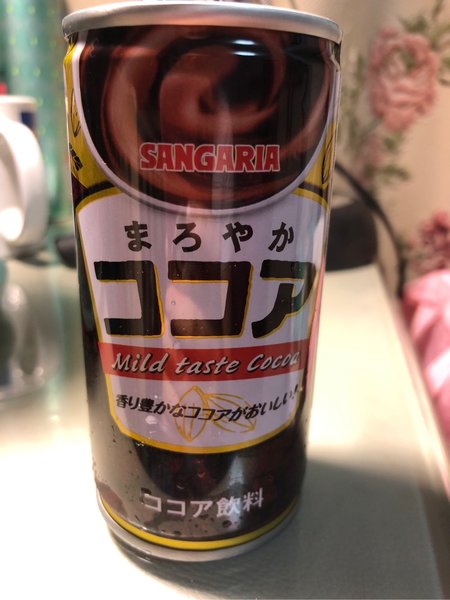 SANGARIA
まろやか
ココア
Mild taste Cocoa
香り豊かなココアがおいしい!
ココア飲料